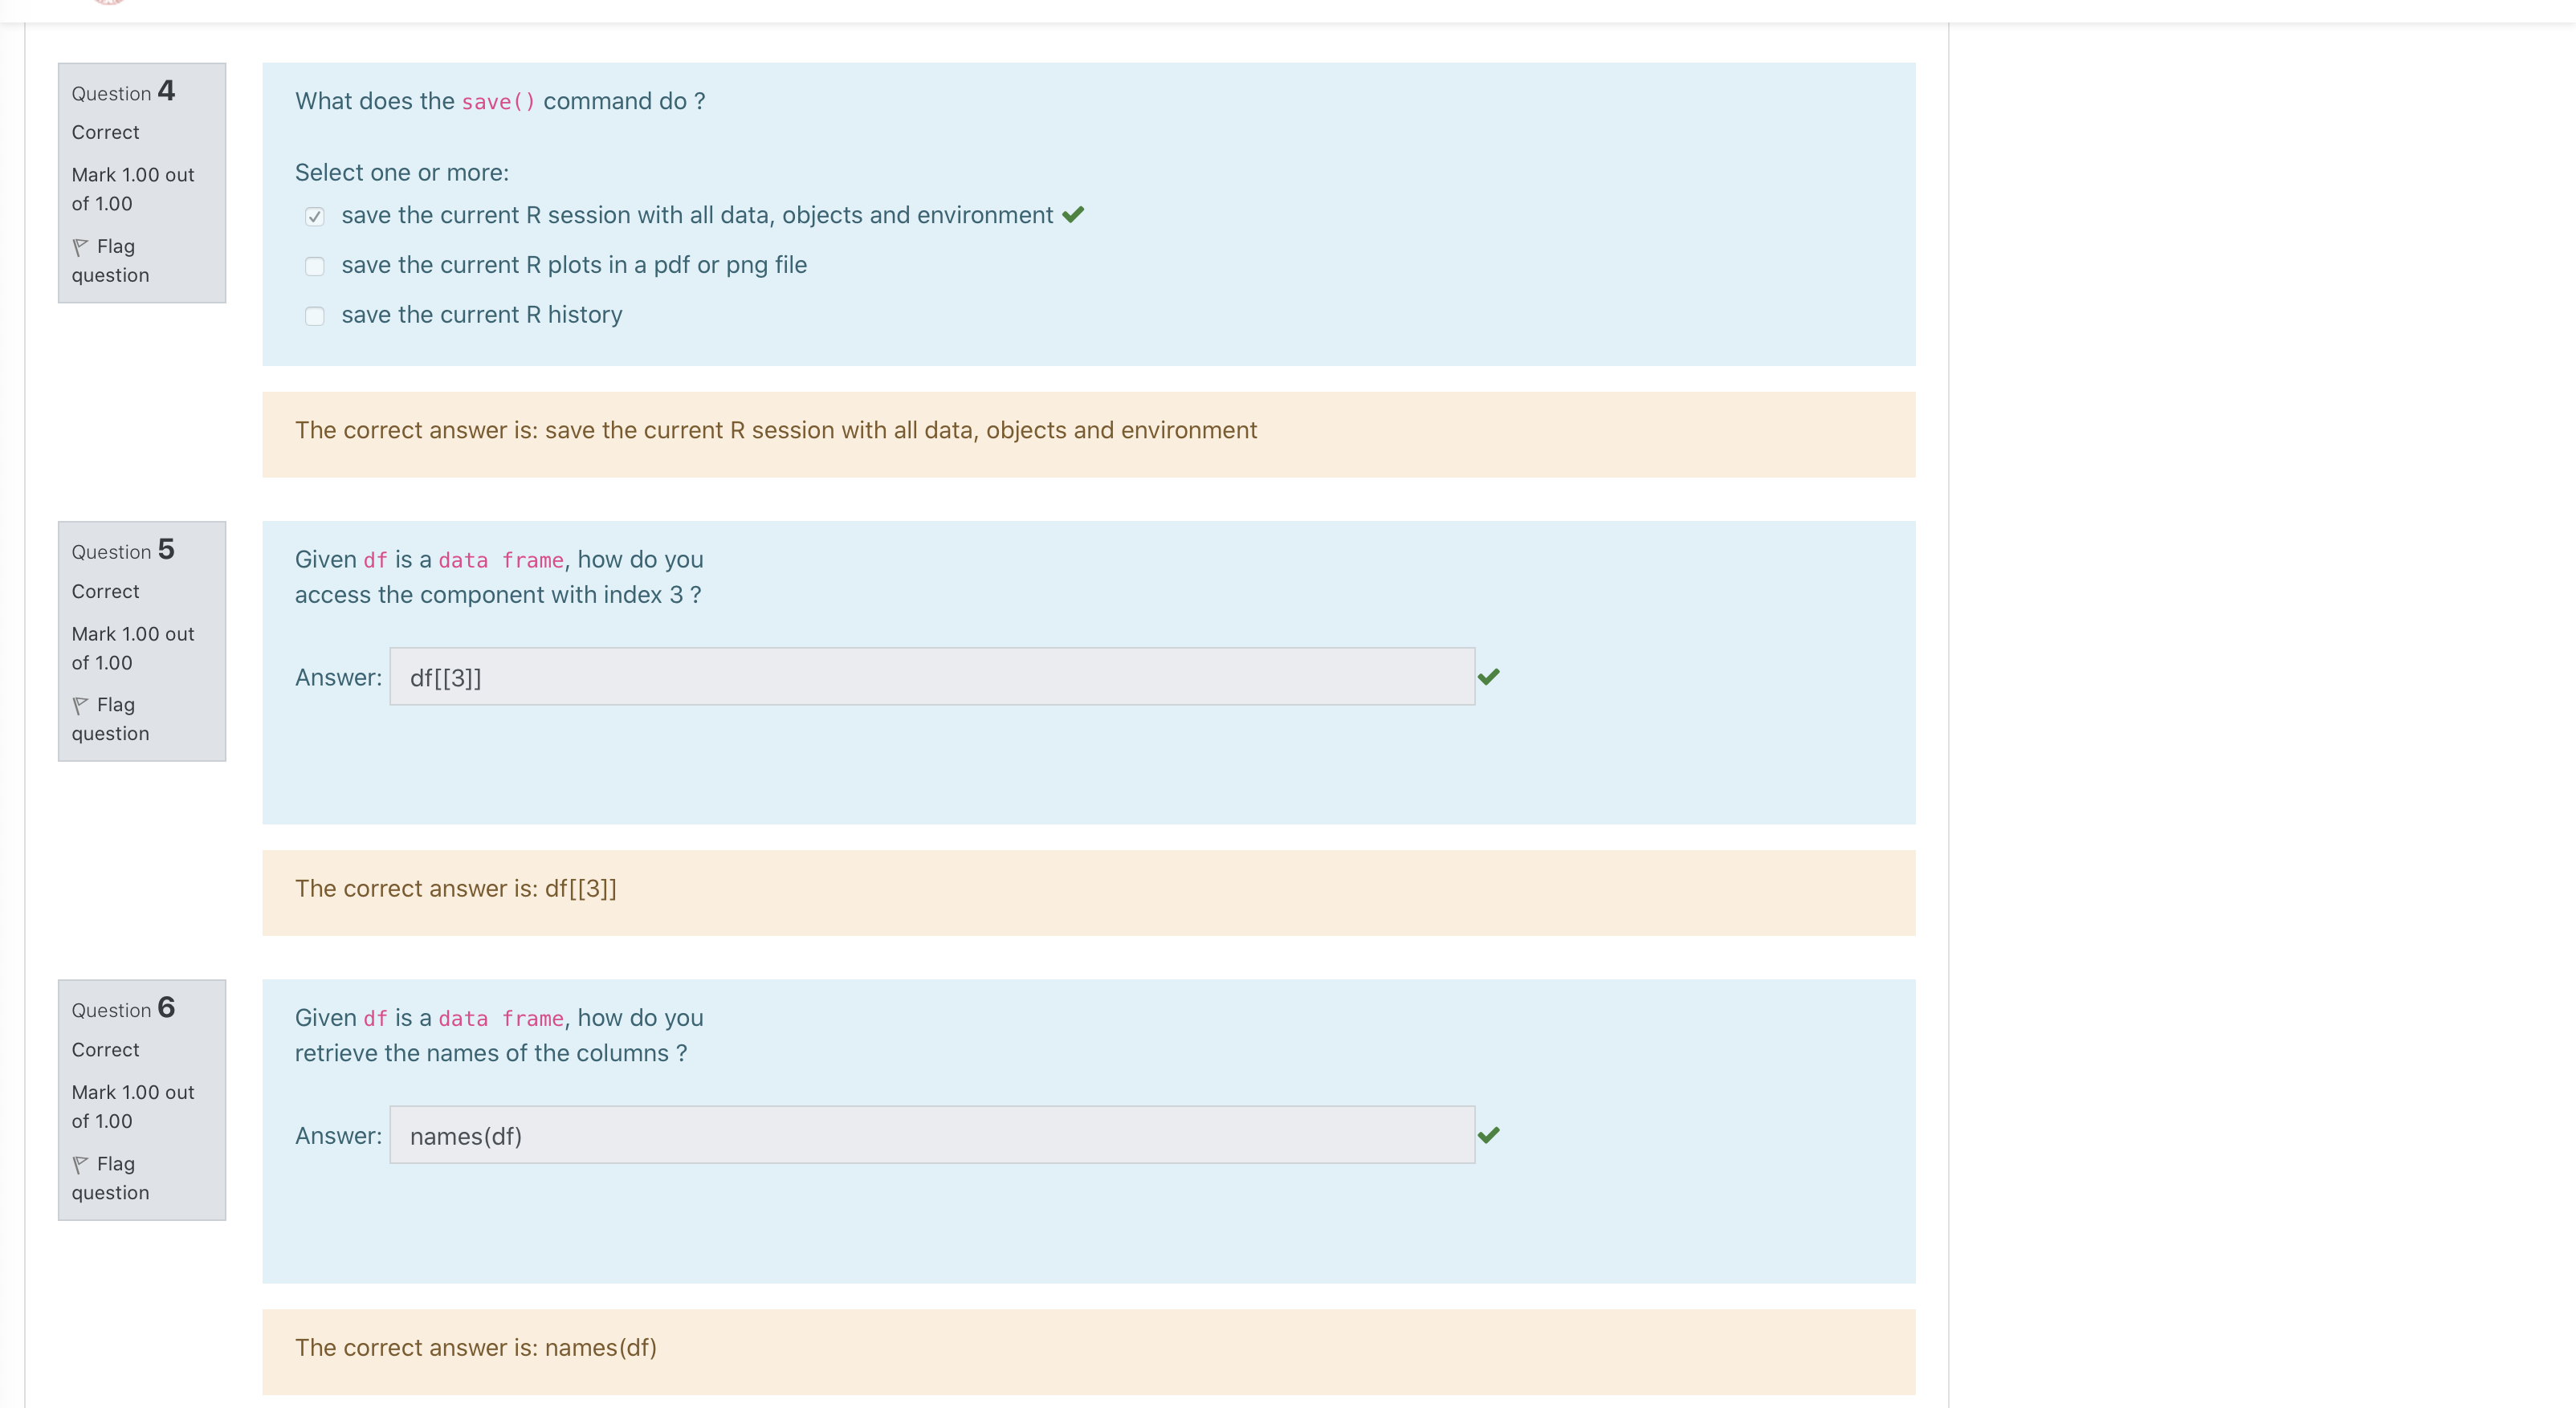 Question 4
Correct
Mark 1.00 out
of 1.00
Flag
question
What does the save() command do ?
Select one or more:
save the current R session with all data, objects and environment
save the current R plots in a pdf or png file
save the current R history
The correct answer is: save the current R session with all data, objects and environment
Question 5
Correct
Mark 1.00 out
of 1.00
Flag
question
Given df is a data frame, how do you
access the component with index 3 ?
Answer: df[[3]]
The correct answer is: df[[3]]
Question 6
Correct
Mark 1.00 out
of 1.00
Flag
question
Given df is a data frame, how do you
retrieve the names of the columns ?
Answer: names(df)
The correct answer is: names(df)